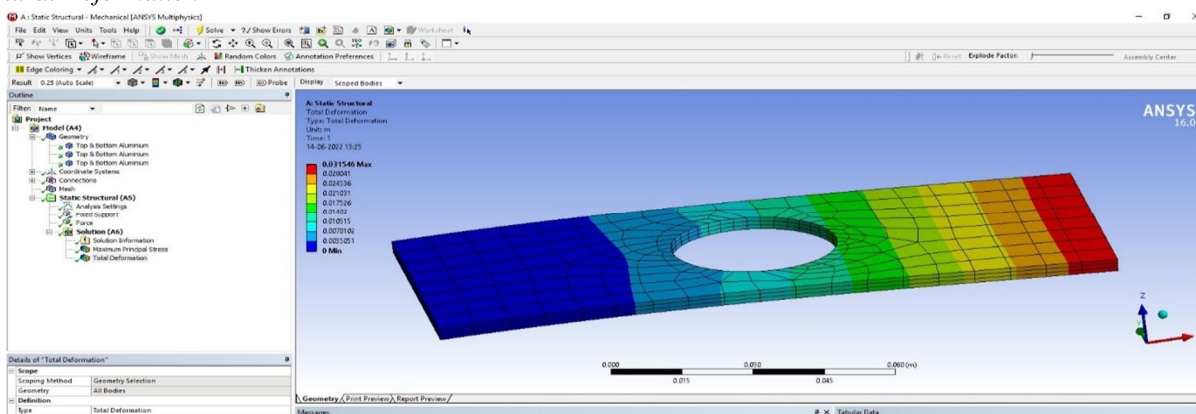 A : Static Structural - Mechanical [ANSYS Multiphysics]
File Edit View Units Tools Help Solve ?/ Show Errors Worksheet
Show Vertices Wireframe Show Mesh Random Colors Annotation Preferences Reset Explode Factor: Assembly Center
Edge Coloring Thicken Annotations
Result 0.25 (Auto Scale) Probe Display Scoped Bodies
Outline
Filter: Name
Project
Model (A4)
Geometry
Top & Bottom Aluminium
Top & Bottom Aluminium
Top & Bottom Aluminium
Coordinate Systems
Connections
Mesh
Static Structural (A5)
Analysis Settings
Fixed Support
Force
Solution (A6)
Solution Information
Maximum Principal Stress
Total Deformation
A: Static Structural
Total Deformation
Type: Total Deformation
Unit: m
Time: 1
14-06-2022 13:25
0.031546 Max
0.028041
0.024536
0.021031
0.017526
0.01402
0.010515
0.0070102
0.0035051
0 Min
ANSYS
16.0
Z
0.000 0.030 0.060 (m)
0.015 0.045
Details of "Total Deformation"
Scope
Scoping Method Geometry Selection
Geometry All Bodies
Definition
Type Total Deformation
Geometry Print Preview Report Preview
Messages Tabular Data